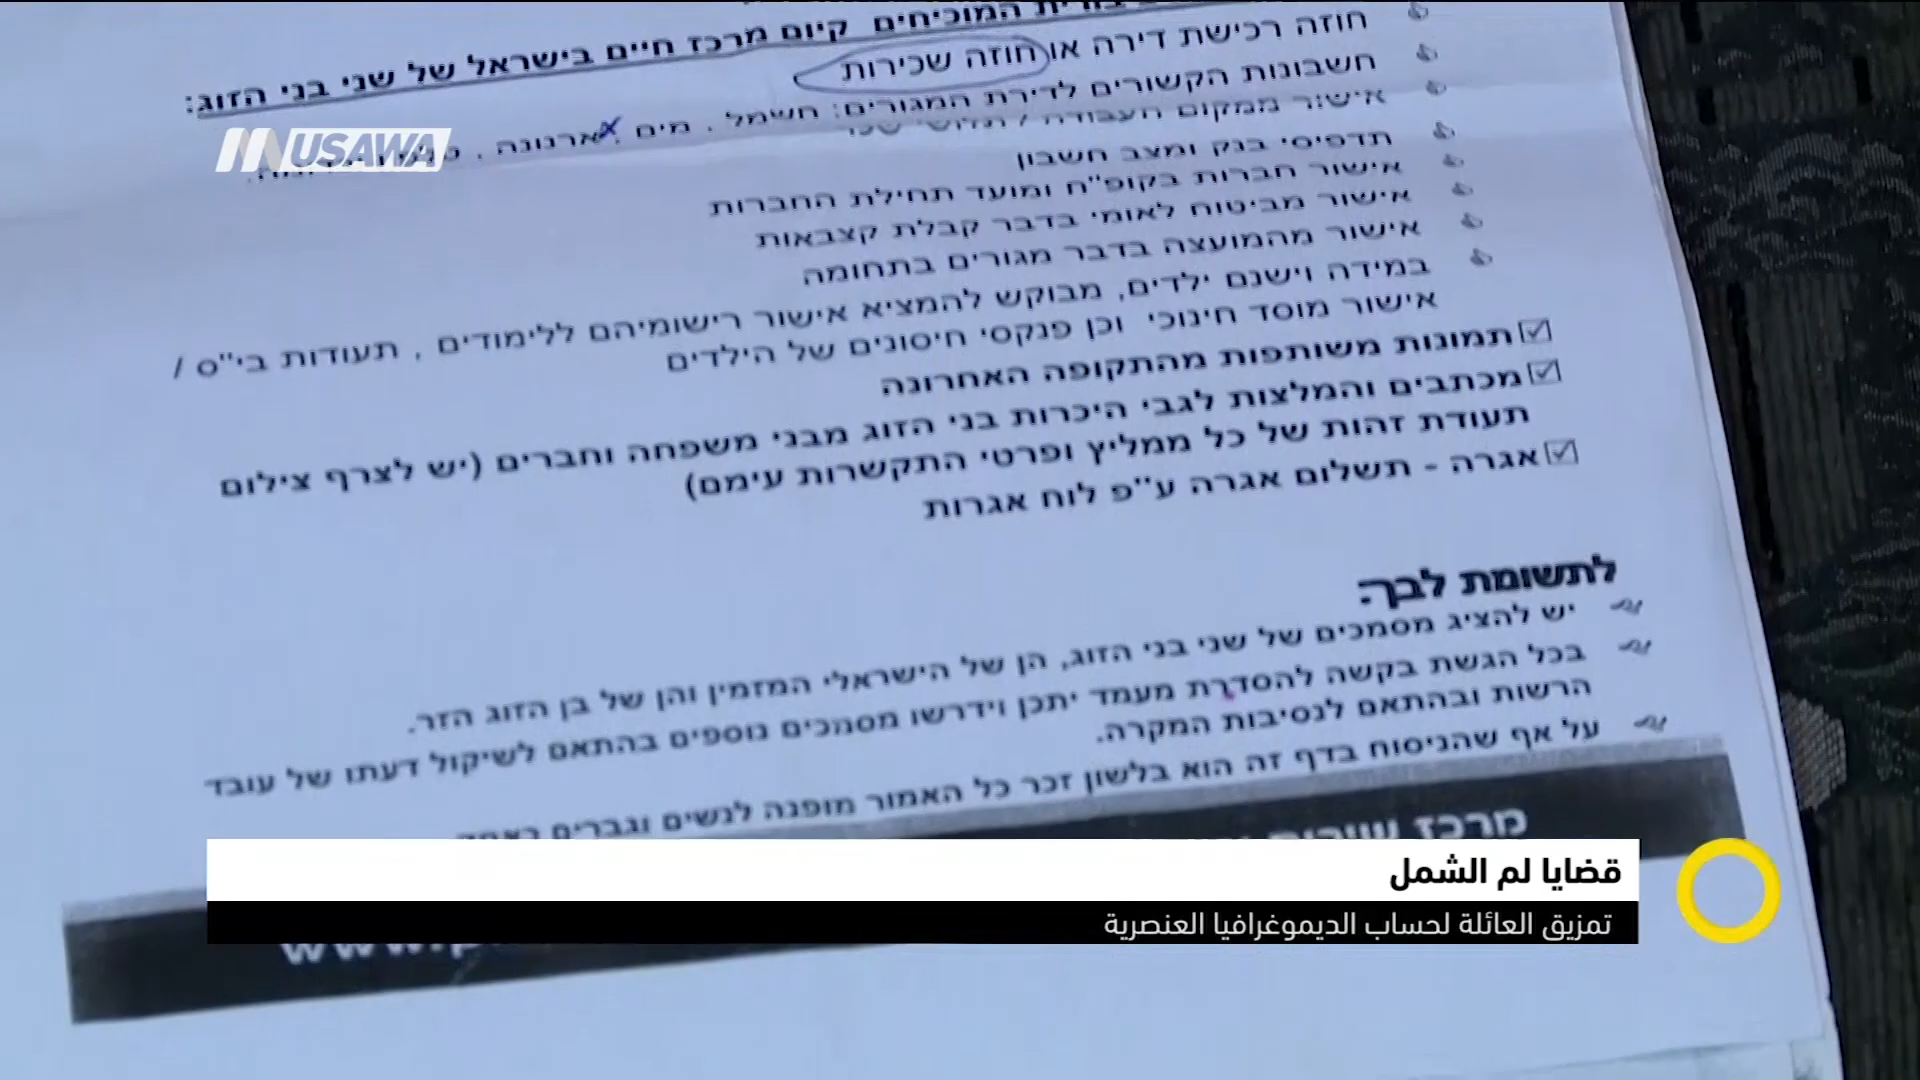 המוכיחים קיום מרכז חיים בישראל של שני בני הזוג:
חוזה רכישת דירה או חוזה שכירות
חשבונות הקשורים לדירת המגורים: חשמל , מים , ארנונה ,
אישור ממקום העבודה / תלושי שכר
תדפיסי בנק ומצב חשבון
אישור חברות בקופ"ח ומועד תחילת החברות
אישור מביטוח לאומי בדבר קבלת קצבאות
אישור מהמועצה בדבר מגורים בתחומה
במידה וישנם ילדים, מבוקש להמציא אישור רישומיהם ללימודים , תעודות בי"ס /
אישור מוסד חינוכי וכן פנקסי חיסונים של הילדים
☑ תמונות משותפות מהתקופה האחרונה
☑ מכתבים והמלצות לגבי היכרות בני הזוג מבני משפחה וחברים (יש לצרף צילום
תעודת זהות של כל ממליץ ופרטי התקשרות עימם)
☑ אגרה - תשלום אגרה ע"פ לוח אגרות
לתשומת לבך:
יש להציג מסמכים של שני בני הזוג, הן של הישראלי המזמין והן של בן הזוג הזר.
בכל הגשת בקשה להסדרת מעמד יתכן וידרשו מסמכים נוספים בהתאם לשיקול דעתו של עובד
הרשות ובהתאם לנסיבות המקרה.
על אף שהניסוח בדף זה הוא בלשון זכר כל האמור מופנה לנשים וגברים כאחד
מרכז
www.
MUSAWA
قضايا لم الشمل
تمزيق العائلة لحساب الديموغرافيا العنصرية